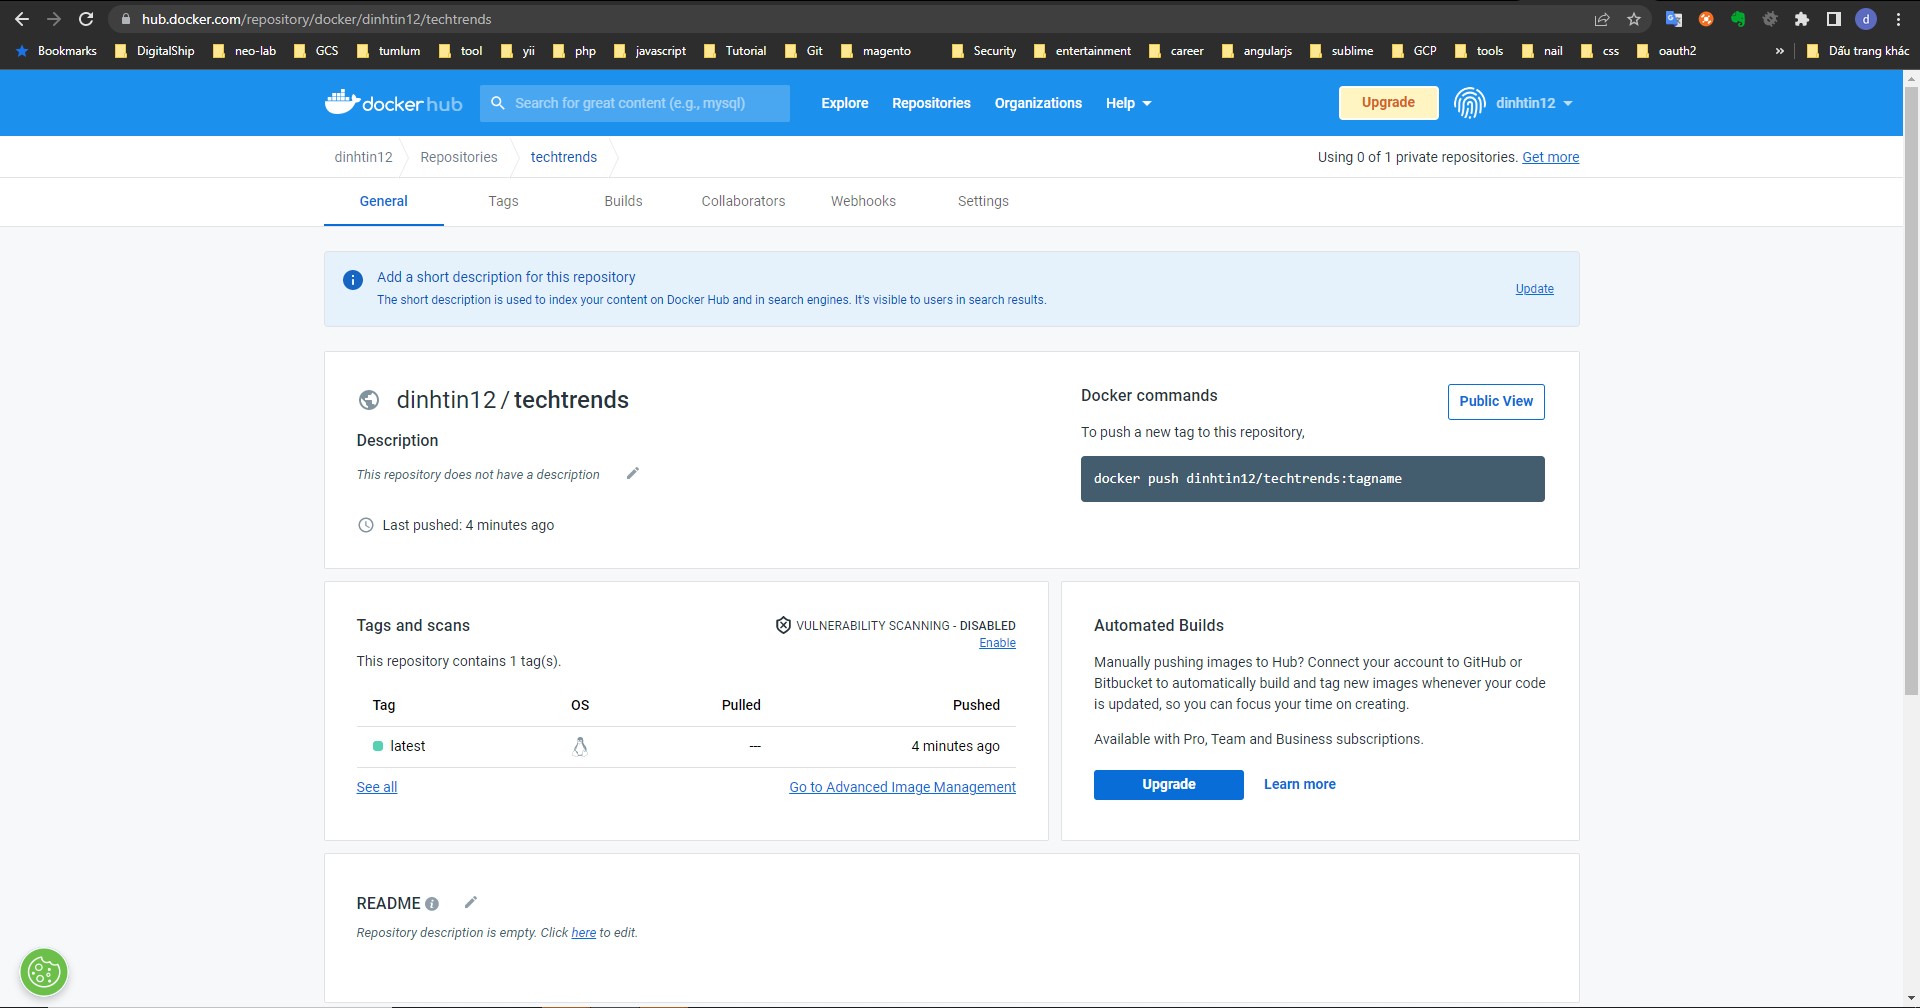 hub.docker.com/repository/docker/dinhtin12/techtrends
d
Bookmarks DigitalShip neo-lab GCS tumlum tool yii php javascript Tutorial Git magento Security entertainment career angularjs sublime GCP tools nail css oauth2 » Dấu trang khác
docker hub Search for great content (e.g., mysql) Explore Repositories Organizations Help Upgrade dinhtin12
dinhtin12 Repositories techtrends Using 0 of 1 private repositories. Get more
General Tags Builds Collaborators Webhooks Settings
Add a short description for this repository
The short description is used to index your content on Docker Hub and in search engines. It's visible to users in search results.
Update
dinhtin12 / techtrends
Description
This repository does not have a description
Last pushed: 4 minutes ago
Docker commands
Public View
To push a new tag to this repository,
docker push dinhtin12/techtrends:tagname
Tags and scans
VULNERABILITY SCANNING - DISABLED
Enable
This repository contains 1 tag(s).
Tag OS Pulled Pushed
latest --- 4 minutes ago
See all Go to Advanced Image Management
Automated Builds
Manually pushing images to Hub? Connect your account to GitHub or
Bitbucket to automatically build and tag new images whenever your code
is updated, so you can focus your time on creating.
Available with Pro, Team and Business subscriptions.
Upgrade Learn more
README
Repository description is empty. Click here to edit.